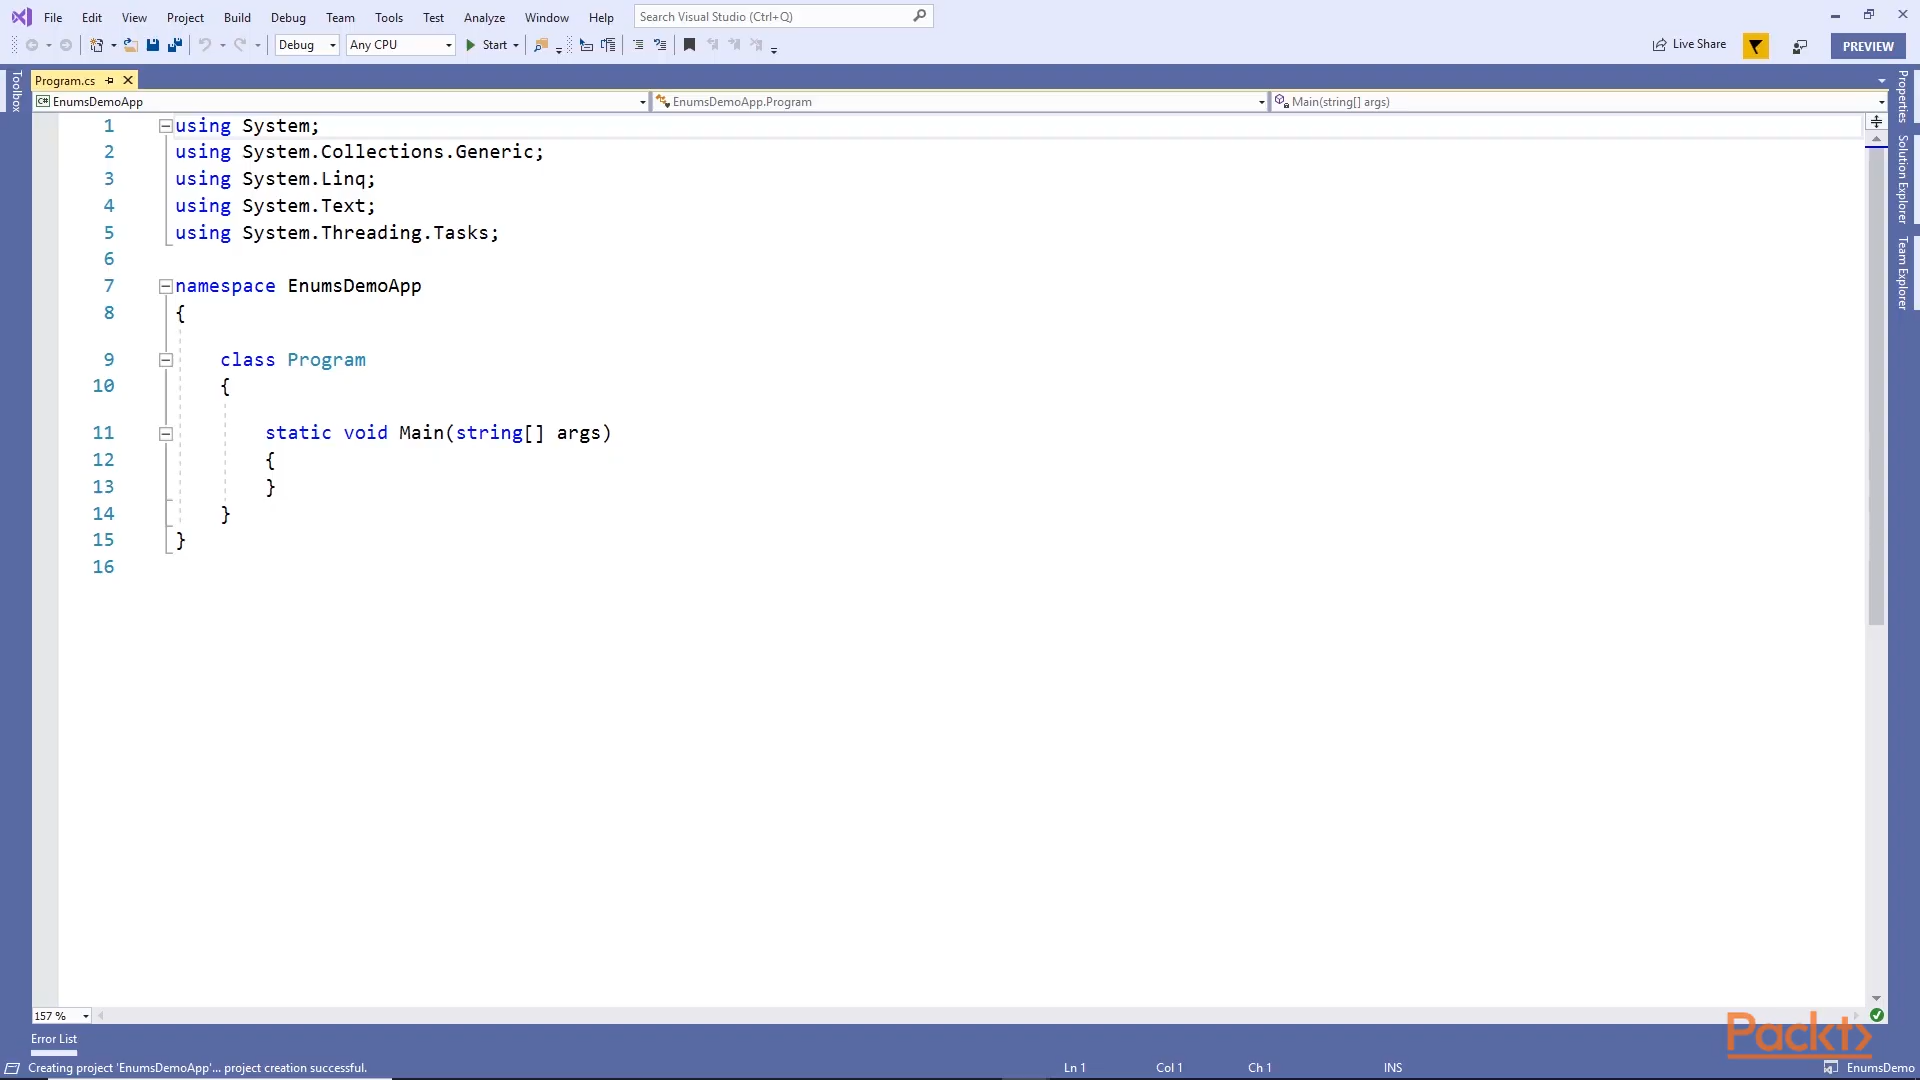 File Edit View Project Build Debug Team Tools Test Analyze Window Help Search Visual Studio (Ctrl+Q)
Debug Any CPU Start Live Share PREVIEW
Toolbox
Program.cs
EnumsDemoApp EnumsDemoApp.Program Main(string[] args)
1 using System;
2 using System.Collections.Generic;
3 using System.Linq;
4 using System.Text;
5 using System.Threading.Tasks;
6
7 namespace EnumsDemoApp
8 {
9 class Program
10 {
11 static void Main(string[] args)
12 {
13 }
14 }
15 }
16
Properties
Solution Explorer
Team Explorer
157 %
Packt>
Error List
Creating project 'EnumsDemoApp'... project creation successful. Ln 1 Col 1 Ch 1 INS EnumsDemo